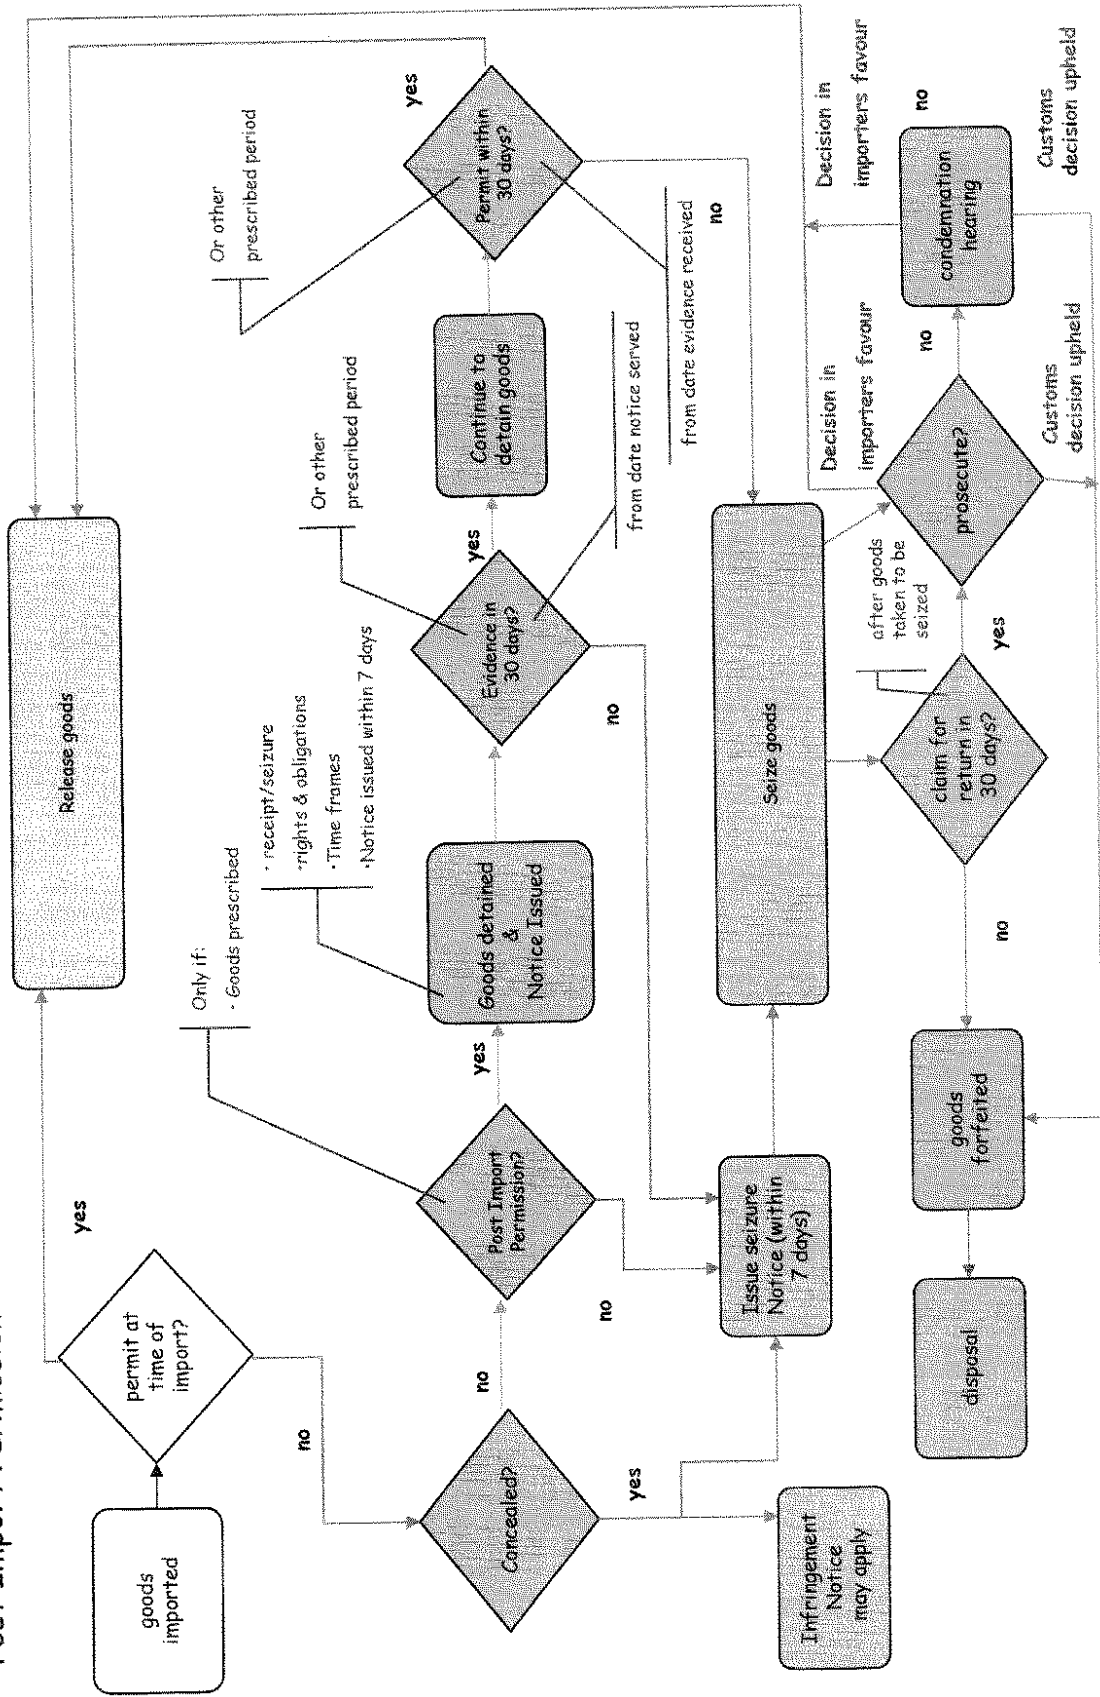 goods
imported
permit at
time of
import?
yes
no
Release goods
Concealed?
no
yes
Infringement
Notice
may apply
Post Import
Permission?
Only if:
· Goods prescribed
yes
no
Goods detained
&
Notice Issued
· receipt/seizure
·rights & obligations
· Time frames
·Notice issued within 7 days
Evidence in
30 days?
Or other
prescribed period
yes
no
from date notice served
Continue to
detain goods
Permit within
30 days?
Or other
prescribed period
yes
no
from date evidence received
Issue seizure
Notice (within
7 days)
Seize goods
claim for
return in
30 days?
after goods
taken to be
seized
yes
no
prosecute?
Decision in
importers favour
no
Customs
decision upheld
condemnation
hearing
Decision in
importers favour
no
Customs
decision upheld
goods
forfeited
disposal